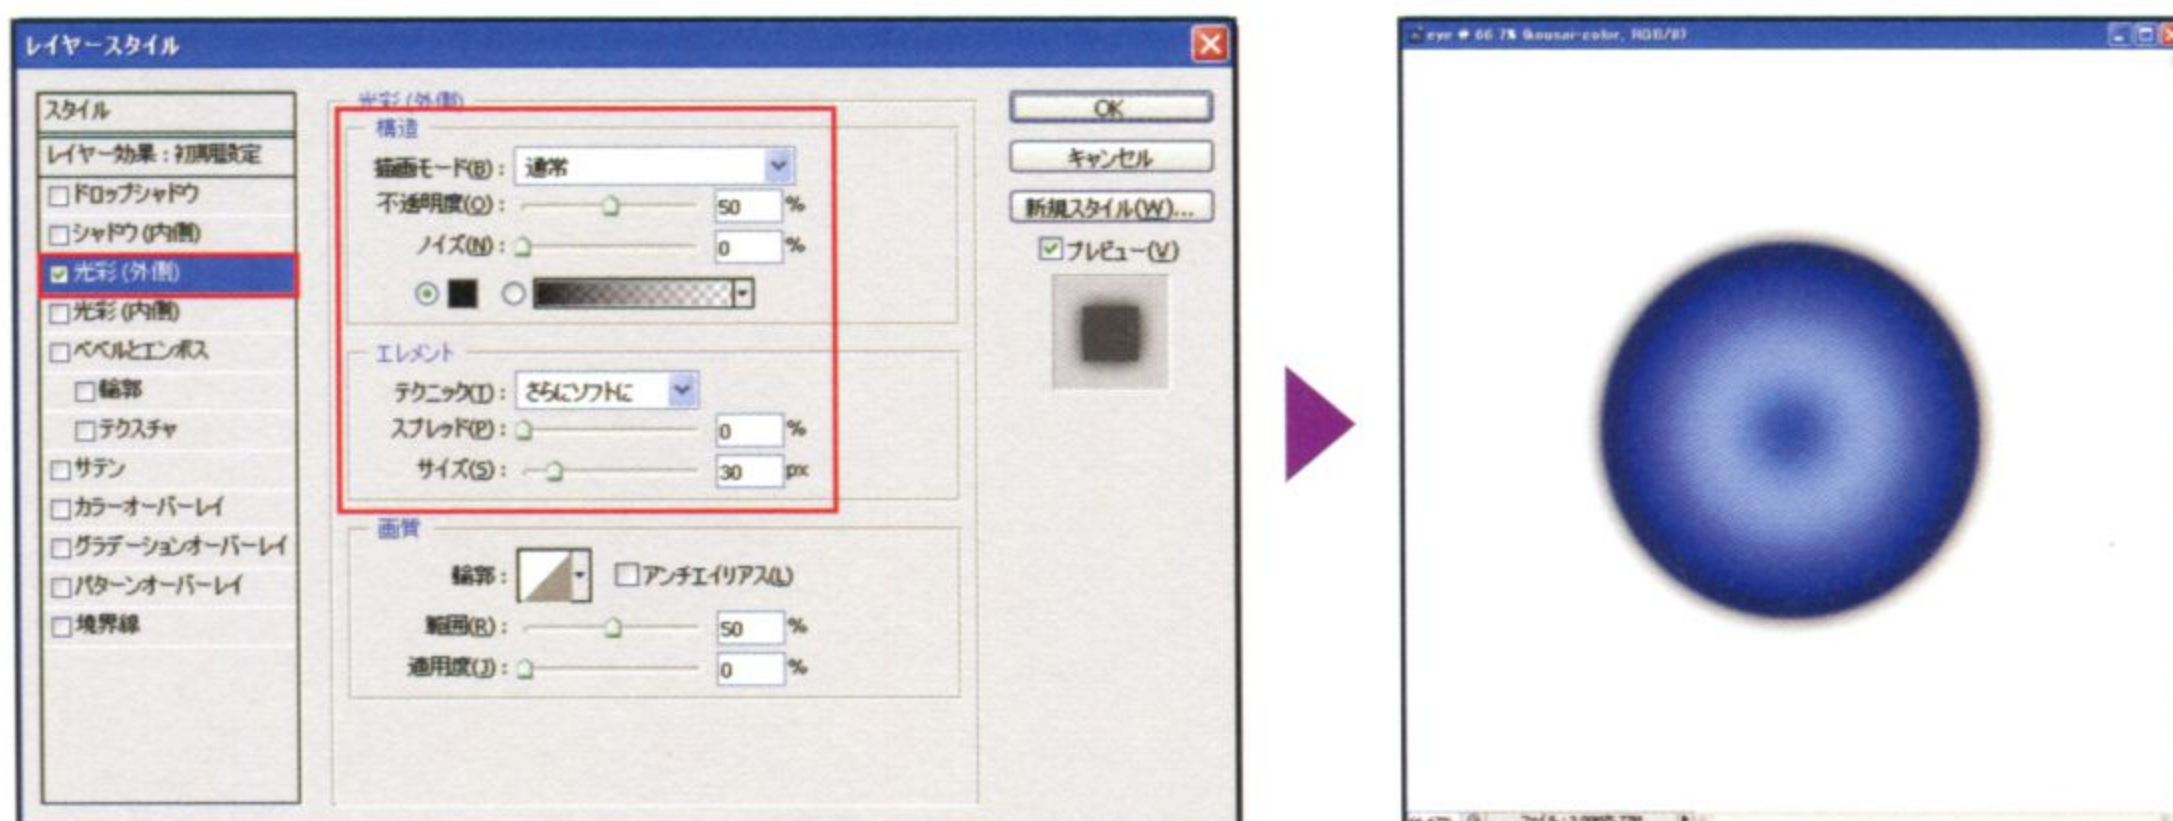 レイヤースタイル
スタイル
レイヤー効果 : 初期設定
ドロップシャドウ
シャドウ (内側)
光彩 (外側)
光彩 (内側)
ベベルとエンボス
輪郭
テクスチャ
サテン
カラーオーバーレイ
グラデーションオーバーレイ
パターンオーバーレイ
境界線
光彩 (外側)
構造
描画モード(B) : 通常
不透明度(O) : 50 %
ノイズ(N) : 0 %
エレメント
テクニック(T) : さらにソフトに
スプレッド(P) : 0 %
サイズ(S) : 30 px
画質
輪郭 : アンチエイリアス(L)
範囲(R) : 50 %
適用度(J) : 0 %
OK
キャンセル
新規スタイル(W)...
プレビュー(V)
eye @ 66.7% (kousai-color, RGB/8)